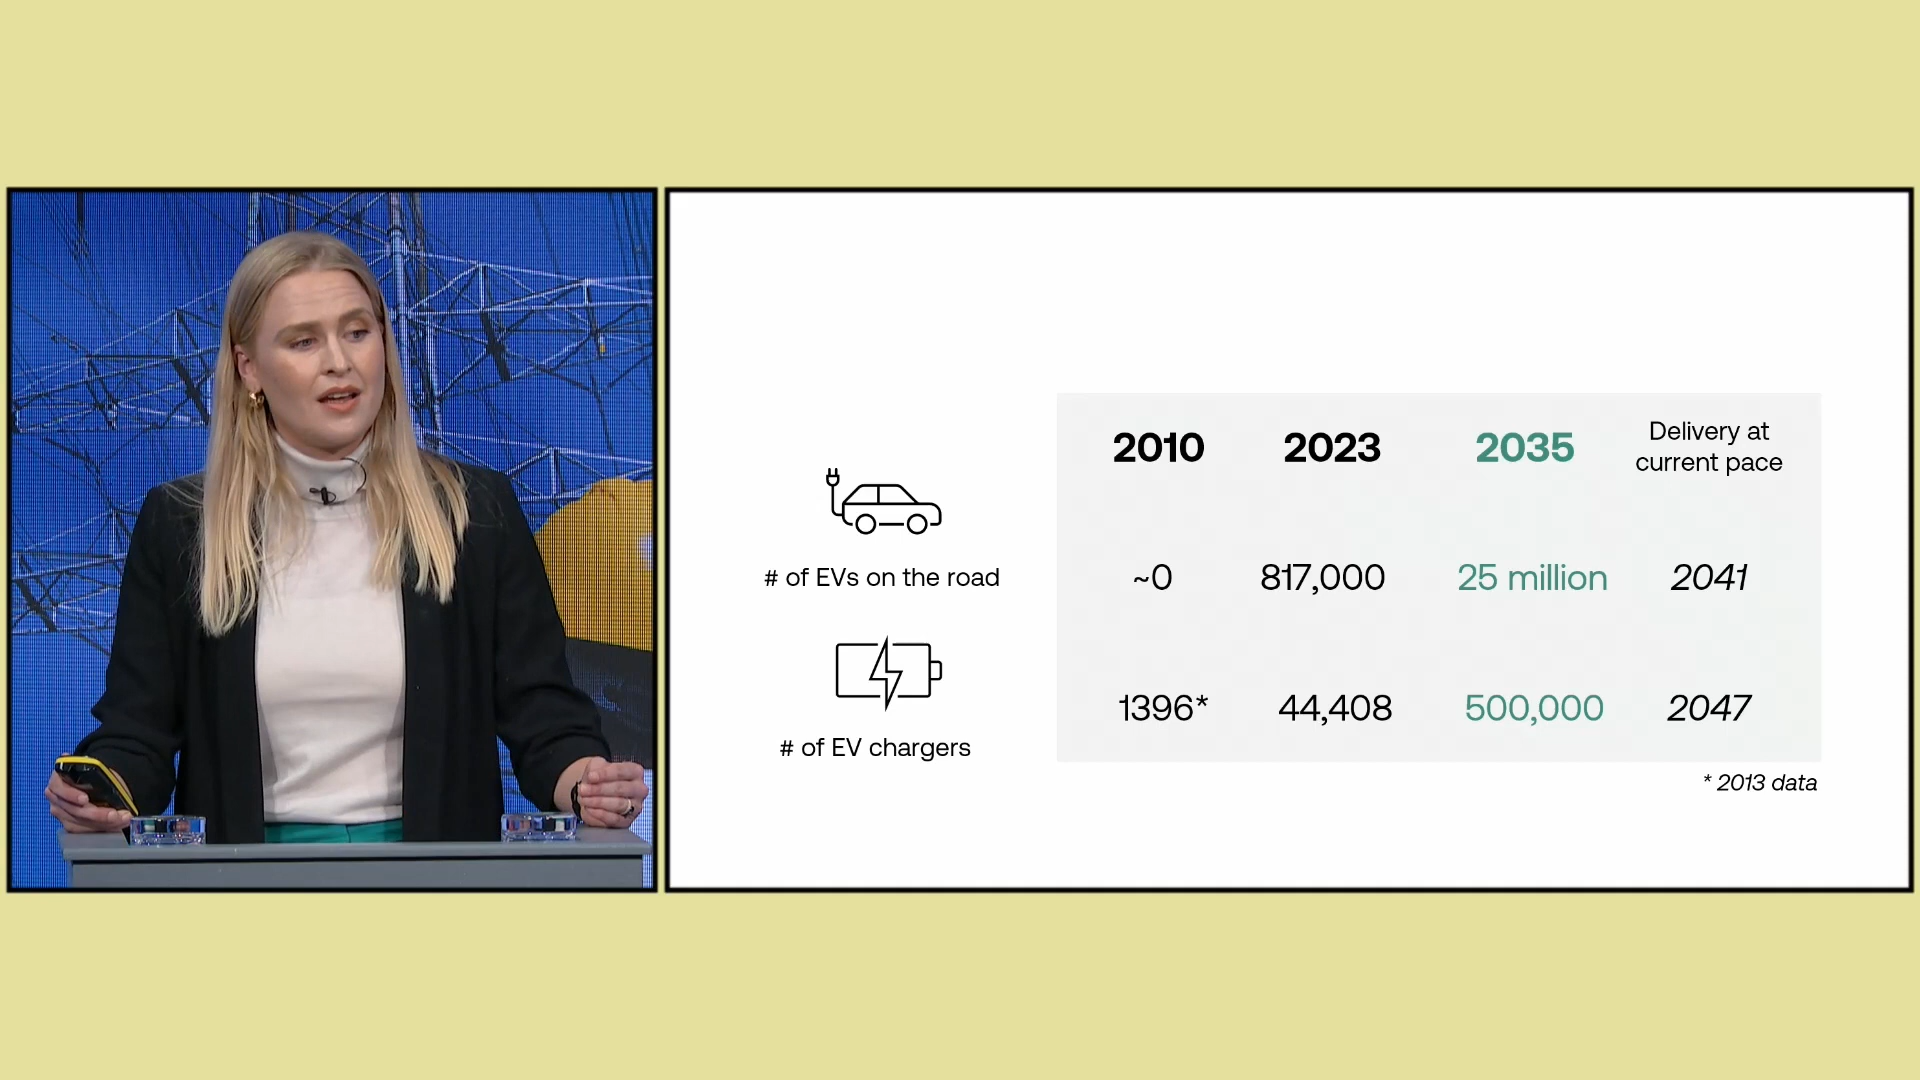 2010 2023 2035 Delivery at
current pace
# of EVs on the road ~0 817,000 25 million 2041
# of EV chargers 1396* 44,408 500,000 2047
* 2013 data